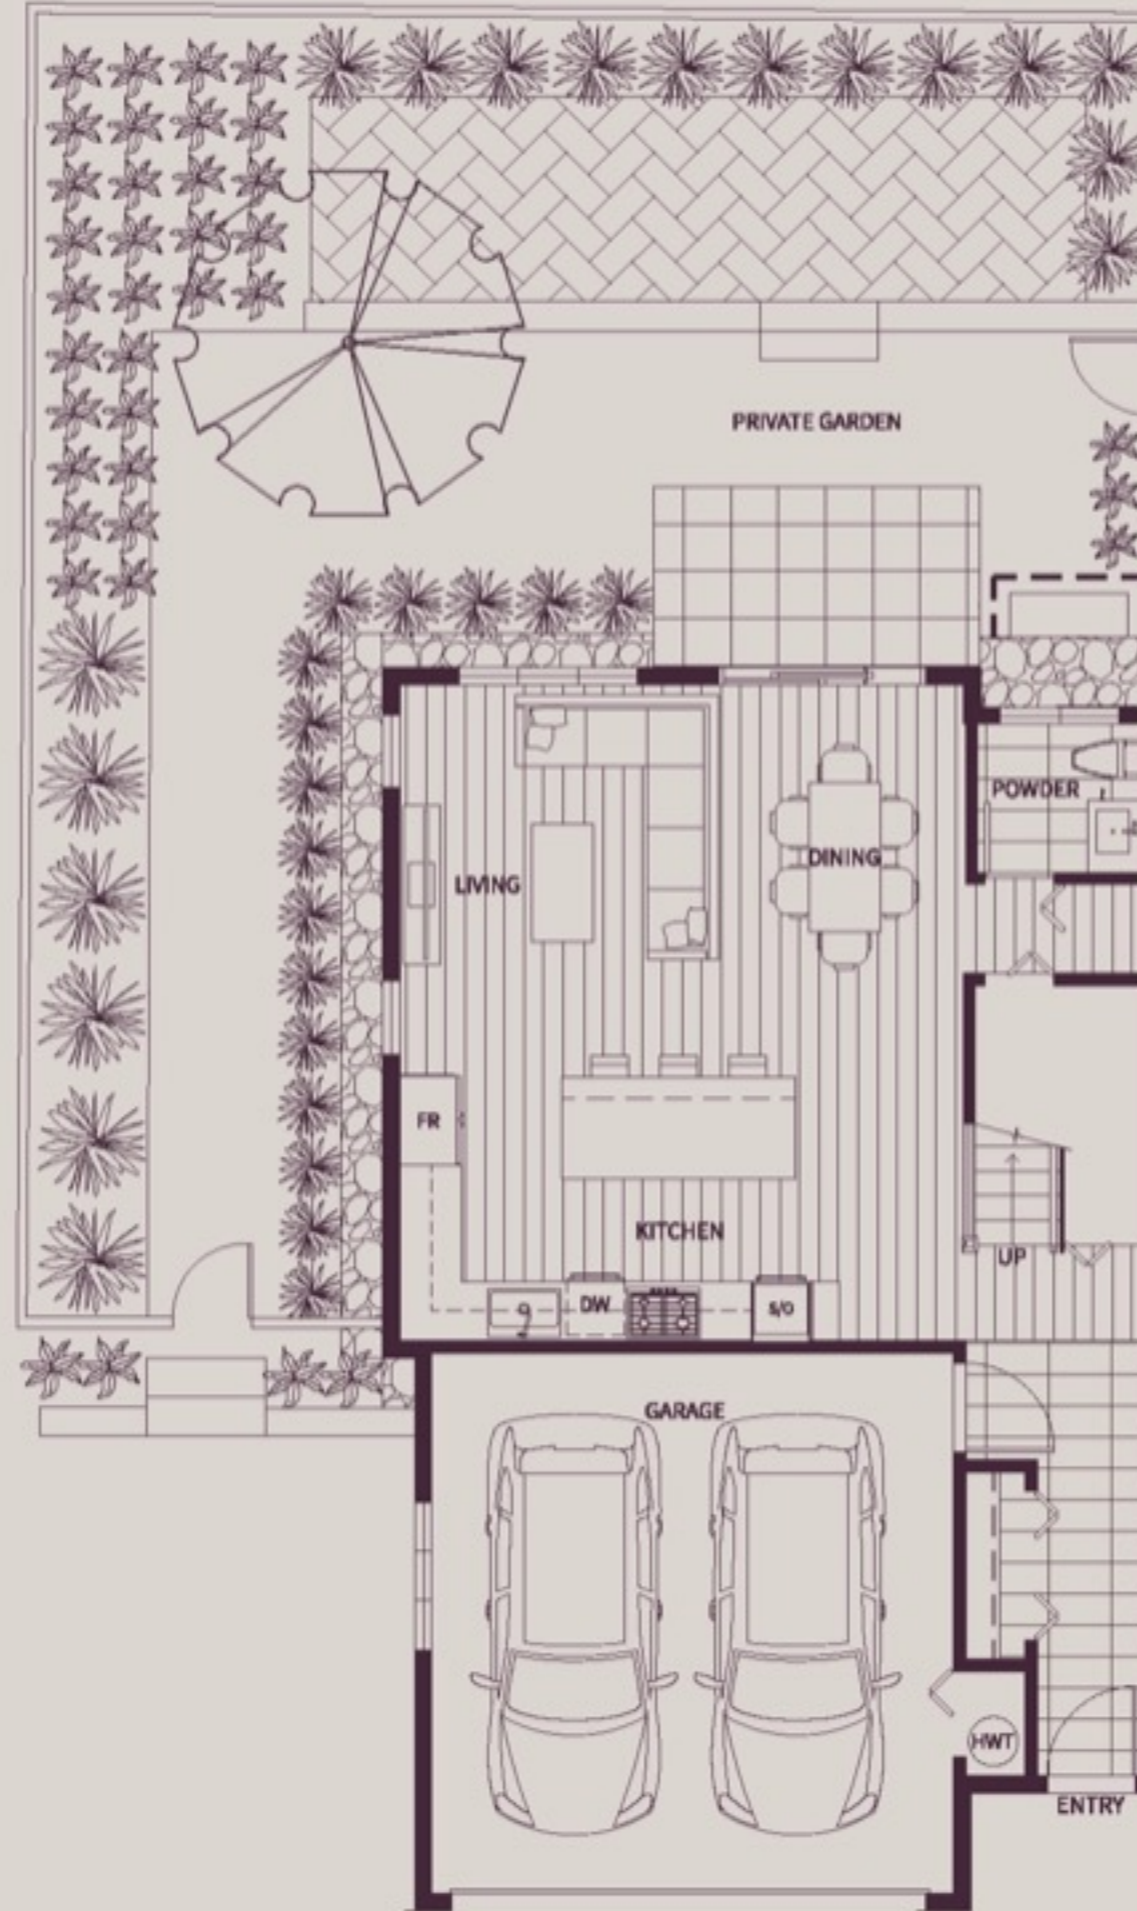 PRIVATE GARDEN
POWDER
DINING
LIVING
FR
KITCHEN
UP
DW
S/O
GARAGE
HWT
ENTRY